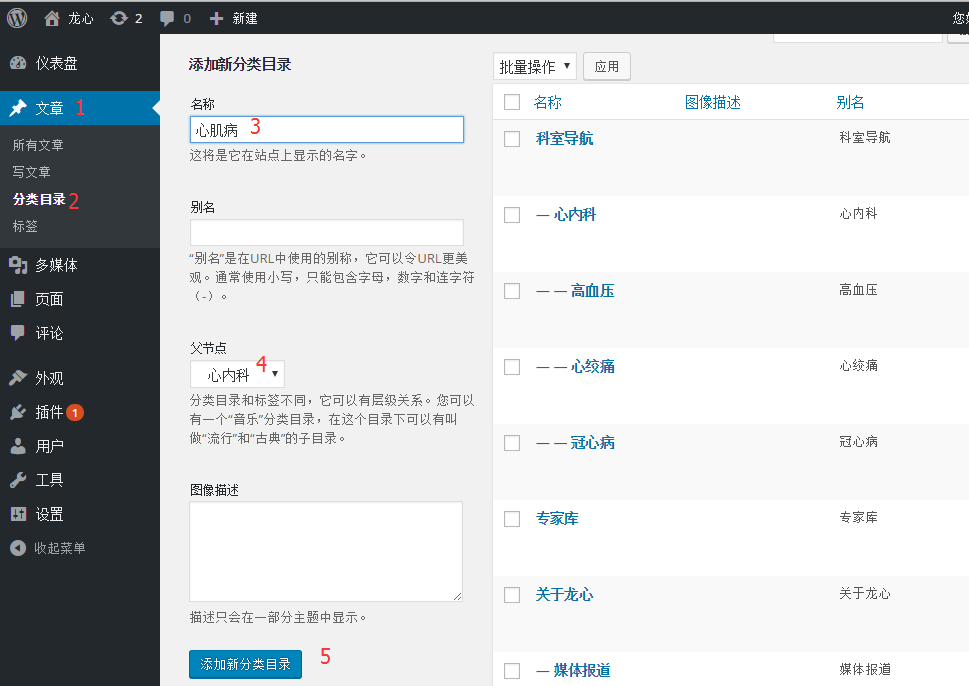 龙心 2 0 新建
仪表盘
文章 1
所有文章
写文章
分类目录 2
标签
多媒体
页面
评论
外观
插件 1
用户
工具
设置
收起菜单
添加新分类目录
名称
心肌病 3
这将是它在站点上显示的名字。
别名
“别名”是在URL中使用的别称，它可以令URL更美
观。通常使用小写，只能包含字母，数字和连字符
（-）。
父节点
心内科 4
分类目录和标签不同，它可以有层级关系。您可以
有一个“音乐”分类目录，在这个目录下可以有叫
做“流行”和“古典”的子目录。
图像描述
描述只会在一部分主题中显示。
添加新分类目录 5
批量操作 应用
名称 图像描述 别名
科室导航 科室导航
— 心内科 心内科
— — 高血压 高血压
— — 心绞痛 心绞痛
— — 冠心病 冠心病
专家库 专家库
关于龙心 关于龙心
— 媒体报道 媒体报道